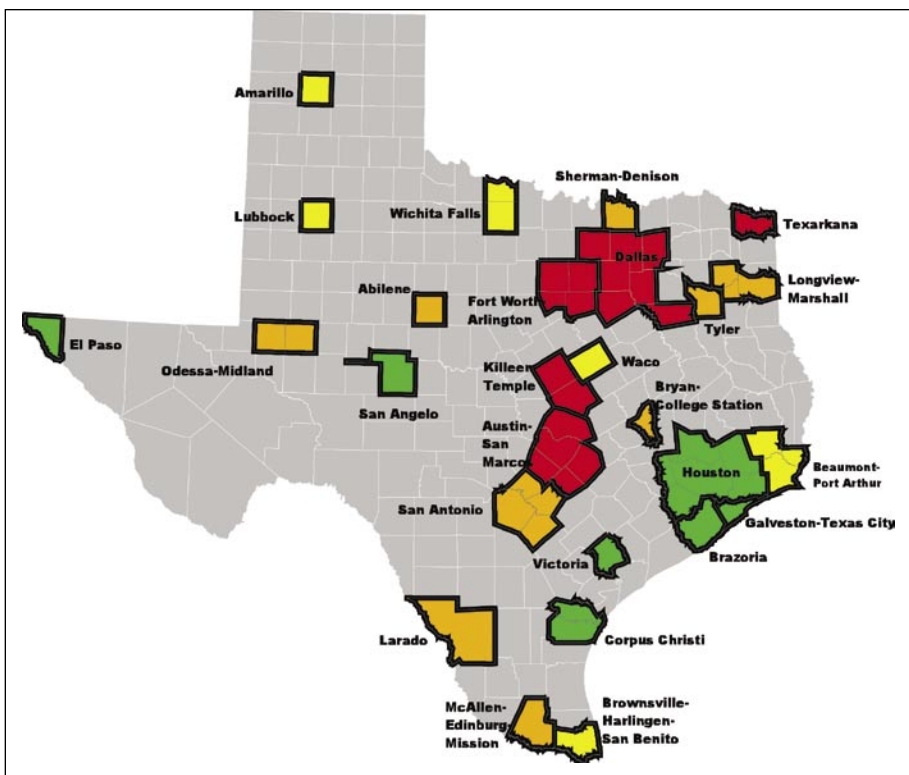 Amarillo
Sherman-Denison
Lubbock
Wichita Falls
Texarkana
Dallas
Abilene
Fort Worth-
Arlington
Longview-
Marshall
Tyler
El Paso
Odessa-Midland
San Angelo
Killeen
Temple
Waco
Bryan-
College Station
Austin-
San
Marco
Houston
Beaumont-
Port Arthur
San Antonio
Galveston-Texas City
Brazoria
Victoria
Larado
Corpus Christi
McAllen-
Edinburg-
Mission
Brownsville-
Harlingen-
San Benito